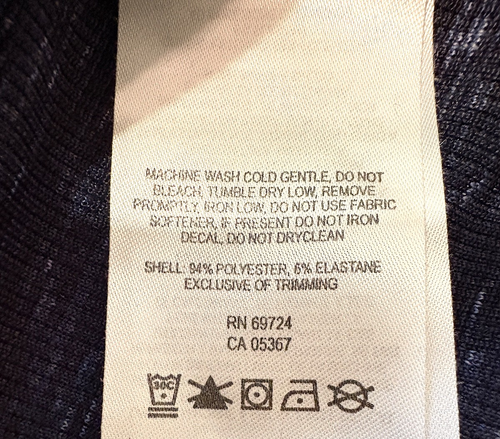 MACHINE WASH COLD GENTLE, DO NOT
BLEACH, TUMBLE DRY LOW, REMOVE
PROMPTLY, IRON LOW, DO NOT USE FABRIC
SOFTENER, IF PRESENT DO NOT IRON
DECAL, DO NOT DRYCLEAN
SHELL: 94% POLYESTER, 6% ELASTANE
EXCLUSIVE OF TRIMMING
RN 69724
CA 05367
30C